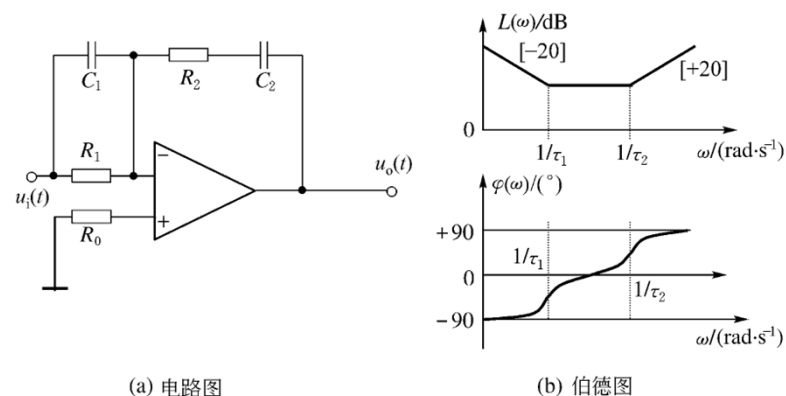 C₁
R₂
C₂
R₁
uᵢ(t)
−
+
R₀
uₒ(t)
(a) 电路图
L(ω)/dB
[−20]
[+20]
0
1/τ₁
1/τ₂
ω/(rad·s⁻¹)
φ(ω)/(°)
+90
1/τ₁
0
1/τ₂
−90
ω/(rad·s⁻¹)
(b) 伯德图